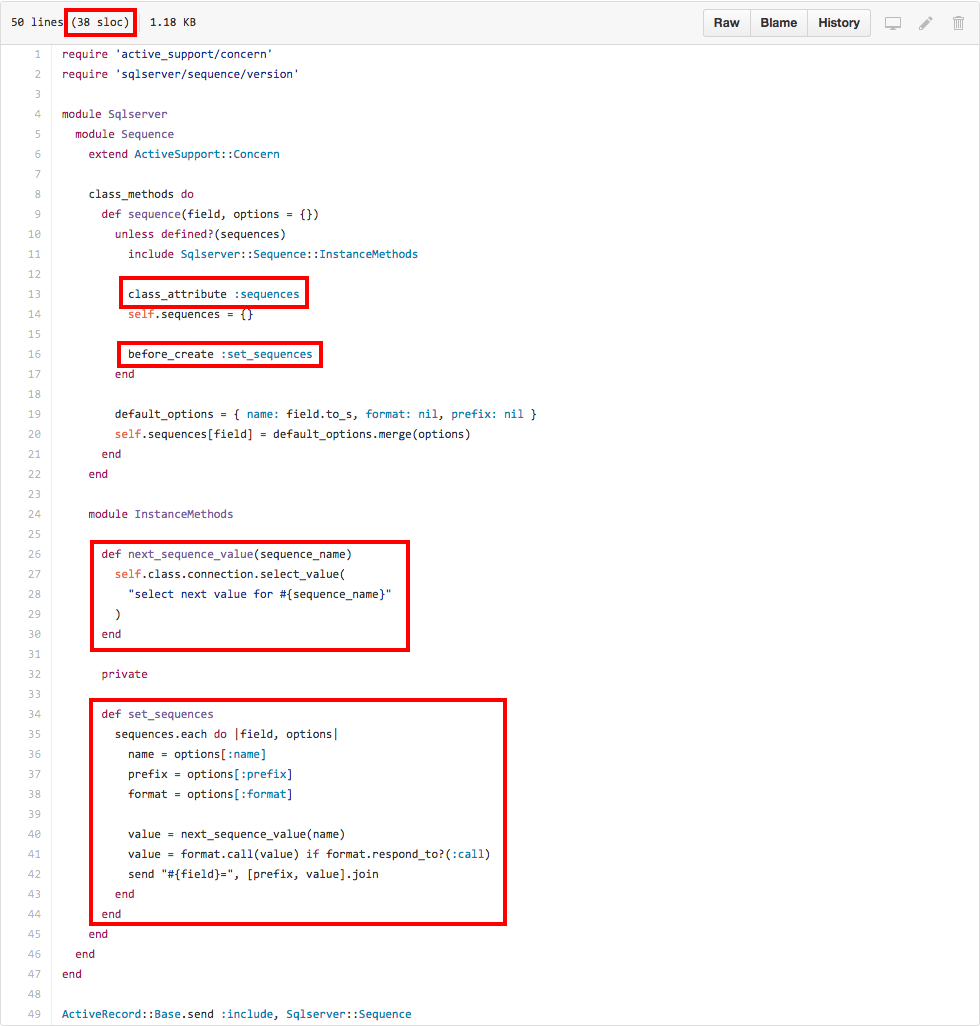 50 lines (38 sloc) 1.18 KB Raw Blame History
1 require 'active_support/concern'
2 require 'sqlserver/sequence/version'
3
4 module Sqlserver
5   module Sequence
6     extend ActiveSupport::Concern
7
8     class_methods do
9       def sequence(field, options = {})
10         unless defined?(sequences)
11           include Sqlserver::Sequence::InstanceMethods
12
13           class_attribute :sequences
14           self.sequences = {}
15
16           before_create :set_sequences
17         end
18
19         default_options = { name: field.to_s, format: nil, prefix: nil }
20         self.sequences[field] = default_options.merge(options)
21       end
22     end
23
24     module InstanceMethods
25
26       def next_sequence_value(sequence_name)
27         self.class.connection.select_value(
28           "select next value for #{sequence_name}"
29         )
30       end
31
32       private
33
34       def set_sequences
35         sequences.each do |field, options|
36           name = options[:name]
37           prefix = options[:prefix]
38           format = options[:format]
39
40           value = next_sequence_value(name)
41           value = format.call(value) if format.respond_to?(:call)
42           send "#{field}=", [prefix, value].join
43         end
44       end
45     end
46   end
47 end
48
49 ActiveRecord::Base.send :include, Sqlserver::Sequence